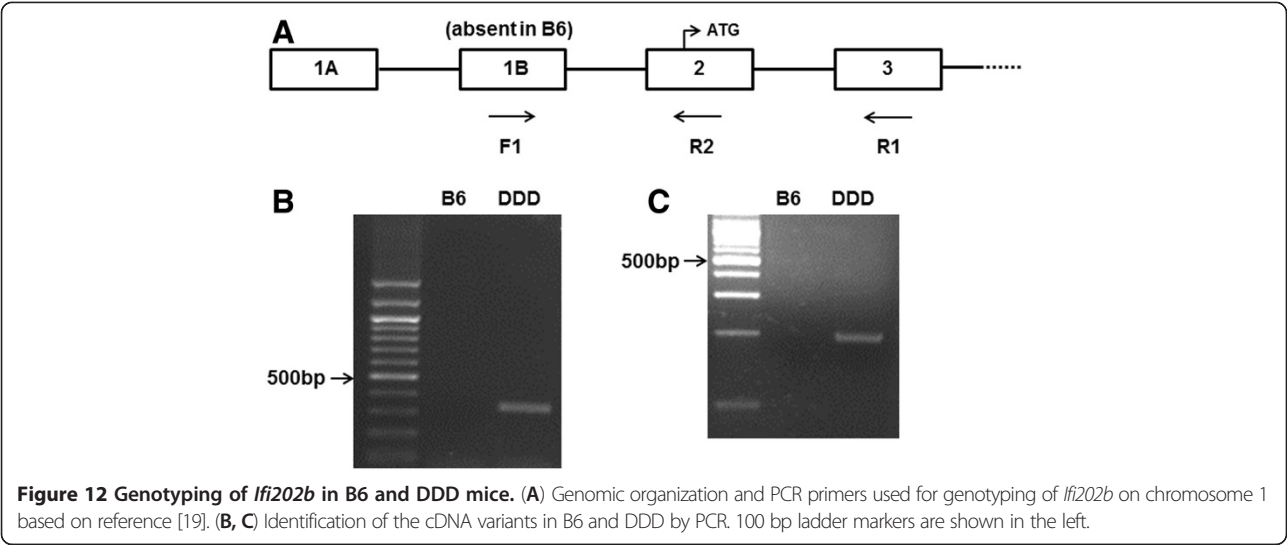 A
(absent in B6)
ATG
1A
1B
2
3
F1
R2
R1
B
B6 DDD
500bp
C
B6 DDD
500bp
Figure 12 Genotyping of Ifi202b in B6 and DDD mice. (A) Genomic organization and PCR primers used for genotyping of Ifi202b on chromosome 1
based on reference [19]. (B, C) Identification of the cDNA variants in B6 and DDD by PCR. 100 bp ladder markers are shown in the left.